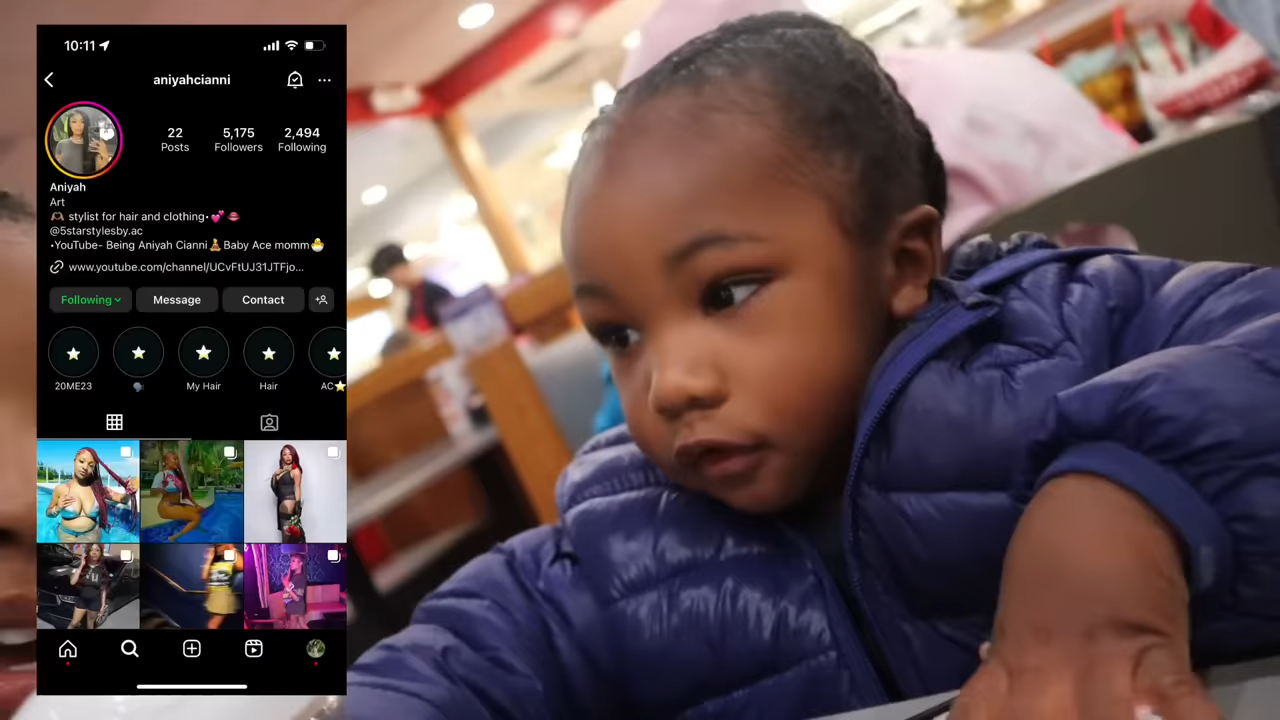 10:11
aniyahcianni
22 5,175 2,494
Posts Followers Following
Aniyah
Art
🫶🏾 stylist for hair and clothing•💕👄
@5starstylesby.ac
•YouTube- Being Aniyah Cianni🧸Baby Ace momm🐣
www.youtube.com/channel/UCvFtUJ31JTFjo...
Following Message Contact
20ME23 🗣 My Hair Hair AC⭐